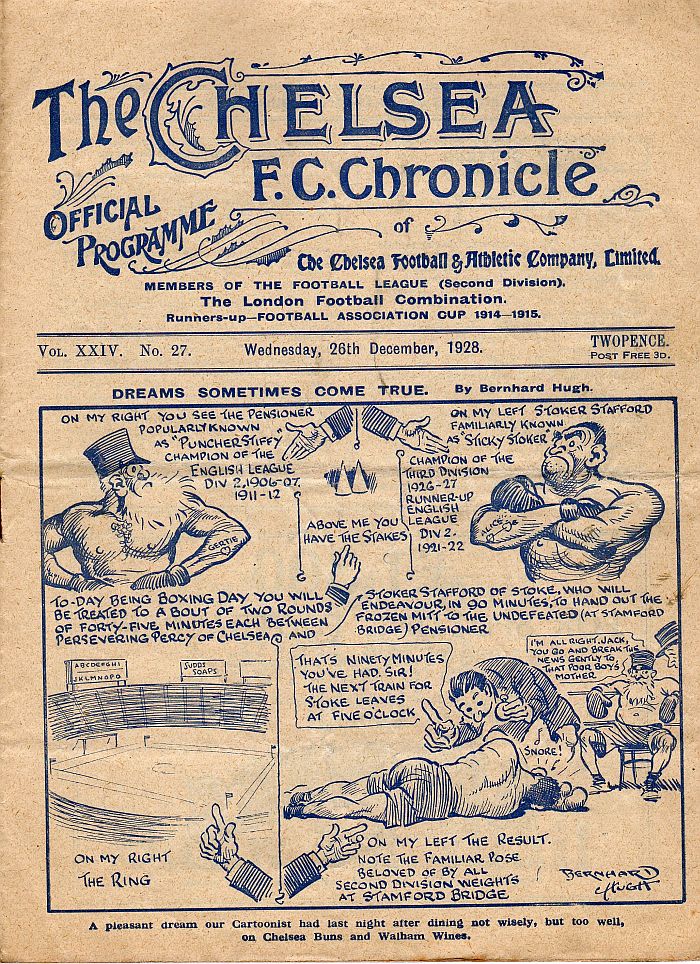 The CHELSEA
F.C. Chronicle
OFFICIAL
PROGRAMME
of
The Chelsea Football & Athletic Company, Limited.
MEMBERS OF THE FOOTBALL LEAGUE (Second Division).
The London Football Combination.
Runners-up—FOOTBALL ASSOCIATION CUP 1914—1915.
VOL. XXIV. No. 27.
Wednesday, 26th December, 1928.
TWOPENCE.
POST FREE 3D.
DREAMS SOMETIMES COME TRUE. By Bernhard Hugh.
ON MY RIGHT YOU SEE THE PENSIONER
POPULARLY KNOWN
AS "PUNCHER STIFFY"
CHAMPION OF THE
ENGLISH LEAGUE
DIV 2, 1906-07.
1911-12
GERTIE
ABOVE ME YOU
HAVE THE STAKES
ON MY LEFT STOKER STAFFORD
FAMILIARLY KNOWN
AS "STICKY STOKER"
CHAMPION OF THE
THIRD DIVISION
1926-27
RUNNER-UP
ENGLISH
LEAGUE
DIV 2.
1921-22
ALICE
TO-DAY BEING BOXING DAY YOU WILL
BE TREATED TO A BOUT OF TWO ROUNDS
OF FORTY-FIVE MINUTES EACH BETWEEN
PERSEVERING PERCY OF CHELSEA AND
STOKER STAFFORD OF STOKE, WHO WILL
ENDEAVOUR, IN 90 MINUTES, TO HAND OUT THE
FROZEN MITT TO THE UNDEFEATED (AT STAMFORD
BRIDGE) PENSIONER
ABCDEFGHI
JKLMNOPQ
SUDDS
SOAPS
ON MY RIGHT
THE RING
THATS NINETY MINUTES
YOU'VE HAD, SIR!
THE NEXT TRAIN FOR
STOKE LEAVES
AT FIVE O'CLOCK
I'M ALL RIGHT, JACK,
YOU GO AND BREAK THE
NEWS GENTLY TO
THAT POOR BOY'S
MOTHER
SNORE!
ON MY LEFT THE RESULT.
NOTE THE FAMILIAR POSE
BELOVED OF BY ALL
SECOND DIVISION WEIGHTS
AT STAMFORD BRIDGE
BERNHARD
HUGH
A pleasant dream our Cartoonist had last night after dining not wisely, but too well,
on Chelsea Buns and Walham Wines.